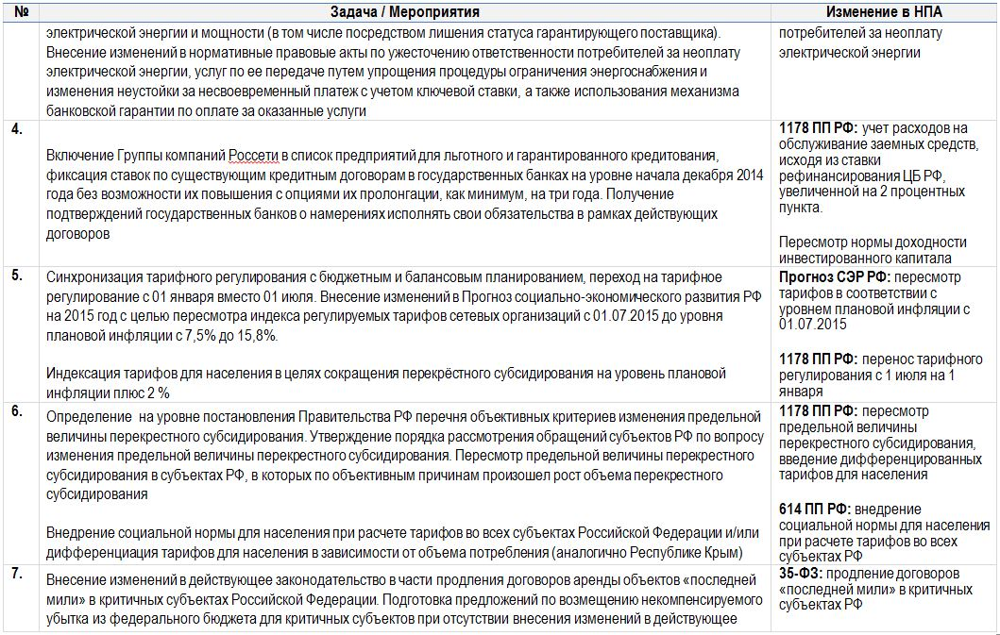 № Задача / Мероприятия Изменение в НПА
электрической энергии и мощности (в том числе посредством лишения статуса гарантирующего поставщика).
Внесение изменений в нормативные правовые акты по ужесточению ответственности потребителей за неоплату
электрической энергии, услуг по ее передаче путем упрощения процедуры ограничения энергоснабжения и
изменения неустойки за несвоевременный платеж с учетом ключевой ставки, а также использования механизма
банковской гарантии по оплате за оказанные услуги
потребителей за неоплату
электрической энергии
4.
Включение Группы компаний Россети в список предприятий для льготного и гарантированного кредитования,
фиксация ставок по существующим кредитным договорам в государственных банках на уровне начала декабря 2014
года без возможности их повышения с опциями их пролонгации, как минимум, на три года. Получение
подтверждений государственных банков о намерениях исполнять свои обязательства в рамках действующих
договоров
1178 ПП РФ: учет расходов на
обслуживание заемных средств,
исходя из ставки
рефинансирования ЦБ РФ,
увеличенной на 2 процентных
пункта.
Пересмотр нормы доходности
инвестированного капитала
5.
Синхронизация тарифного регулирования с бюджетным и балансовым планированием, переход на тарифное
регулирование с 01 января вместо 01 июля. Внесение изменений в Прогноз социально-экономического развития РФ
на 2015 год с целью пересмотра индекса регулируемых тарифов сетевых организаций с 01.07.2015 до уровня
плановой инфляции с 7,5% до 15,8%.
Индексация тарифов для населения в целях сокращения перекрёстного субсидирования на уровень плановой
инфляции плюс 2 %
Прогноз СЭР РФ: пересмотр
тарифов в соответствии с
уровнем плановой инфляции с
01.07.2015
1178 ПП РФ: перенос тарифного
регулирования с 1 июля на 1
января
6.
Определение на уровне постановления Правительства РФ перечня объективных критериев изменения предельной
величины перекрестного субсидирования. Утверждение порядка рассмотрения обращений субъектов РФ по вопросу
изменения предельной величины перекрестного субсидирования. Пересмотр предельной величины перекрестного
субсидирования в субъектах РФ, в которых по объективным причинам произошел рост объема перекрестного
субсидирования
Внедрение социальной нормы для населения при расчете тарифов во всех субъектах Российской Федерации и/или
дифференциация тарифов для населения в зависимости от объема потребления (аналогично Республике Крым)
1178 ПП РФ: пересмотр
предельной величины
перекрестного субсидирования,
введение дифференцированных
тарифов для населения
614 ПП РФ: внедрение
социальной нормы для населения
при расчете тарифов во всех
субъектах РФ
7.
Внесение изменений в действующее законодательство в части продления договоров аренды объектов «последней
мили» в критичных субъектах Российской Федерации. Подготовка предложений по возмещению некомпенсируемого
убытка из федерального бюджета для критичных субъектов при отсутствии внесения изменений в действующее
35-ФЗ: продление договоров
«последней мили» в критичных
субъектах РФ